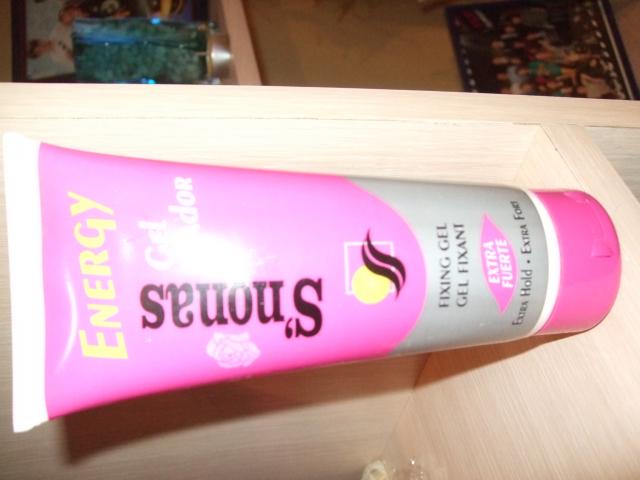 ENERGY
Gel
S'nonas
FIXING GEL
GEL FIXANT
EXTRA
FUERTE
EXTRA HOLD • EXTRA FORT